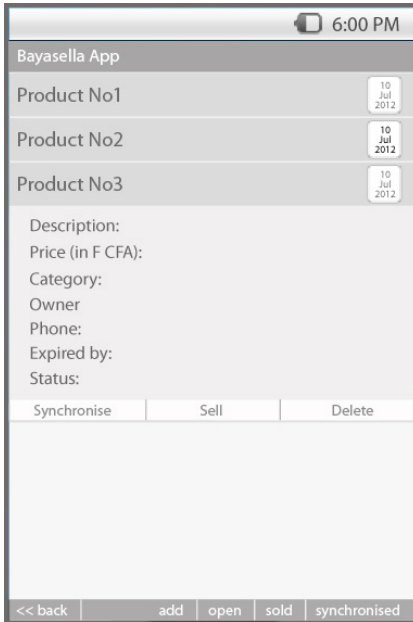 6:00 PM
Bayasella App
Product No1
10
Jul
2012
Product No2
10
Jul
2012
Product No3
10
Jul
2012
Description:
Price (in F CFA):
Category:
Owner
Phone:
Expired by:
Status:
Synchronise Sell Delete
<< back add open sold synchronised